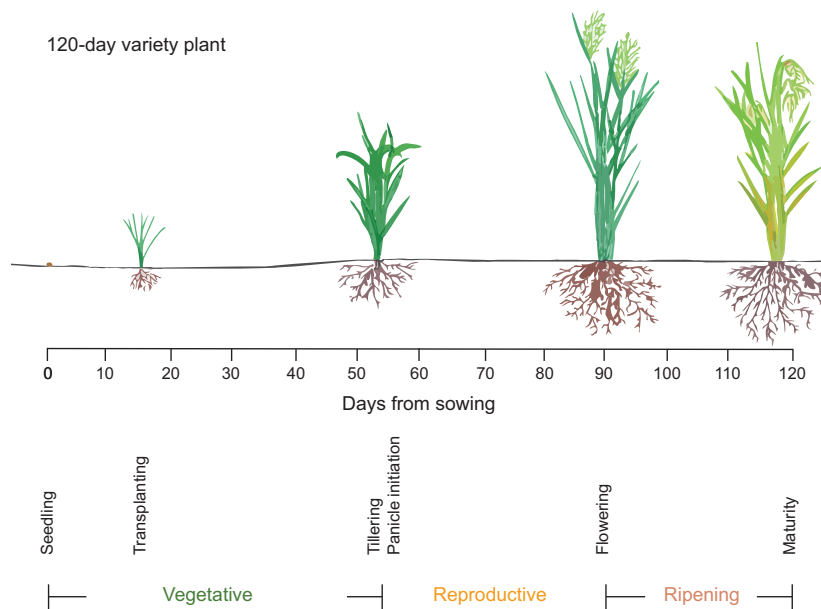 120-day variety plant
0 10 20 30 40 50 60 70 80 90 100 110 120
Days from sowing
Seedling
Transplanting
Tillering
Panicle initiation
Flowering
Maturity
Vegetative Reproductive Ripening